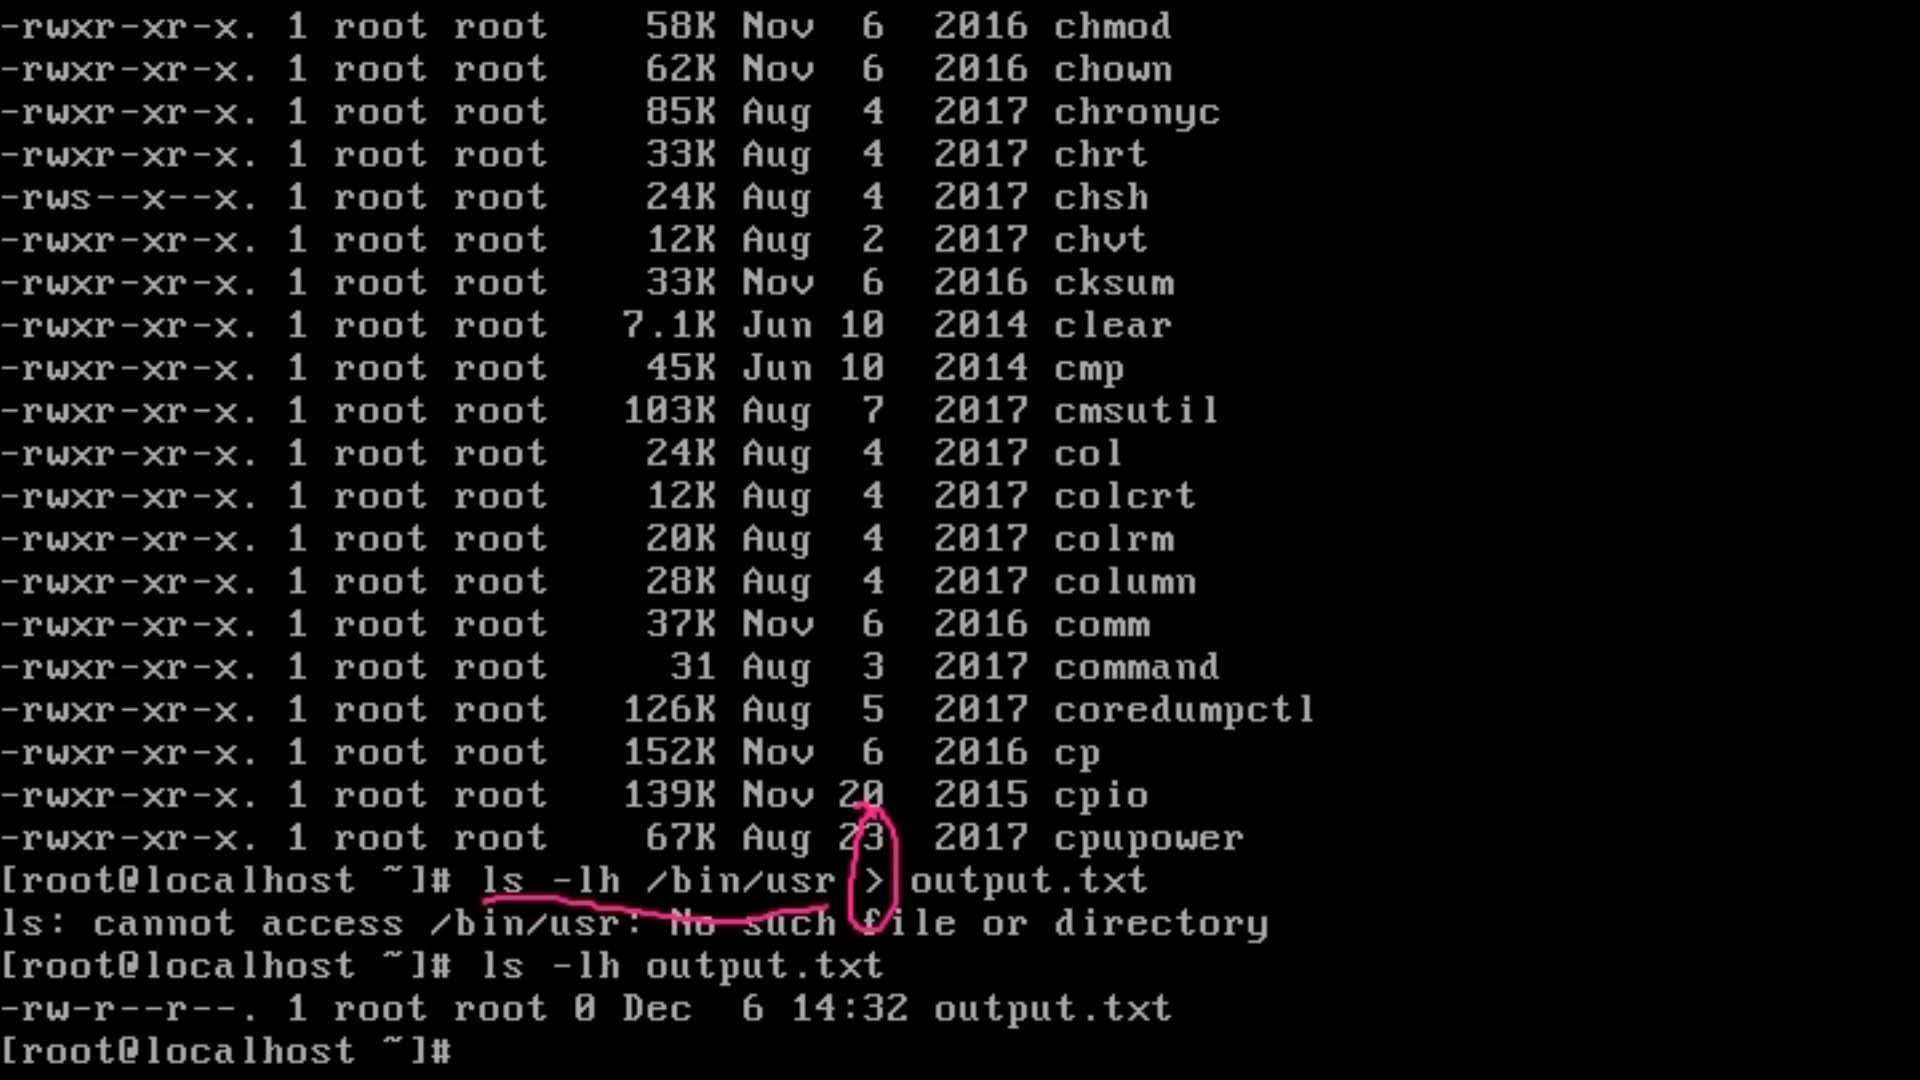 -rwxr-xr-x. 1 root root 58K Nov 6 2016 chmod
-rwxr-xr-x. 1 root root 62K Nov 6 2016 chown
-rwxr-xr-x. 1 root root 85K Aug 4 2017 chronyc
-rwxr-xr-x. 1 root root 33K Aug 4 2017 chrt
-rws--x--x. 1 root root 24K Aug 4 2017 chsh
-rwxr-xr-x. 1 root root 12K Aug 2 2017 chvt
-rwxr-xr-x. 1 root root 33K Nov 6 2016 cksum
-rwxr-xr-x. 1 root root 7.1K Jun 10 2014 clear
-rwxr-xr-x. 1 root root 45K Jun 10 2014 cmp
-rwxr-xr-x. 1 root root 103K Aug 7 2017 cmsutil
-rwxr-xr-x. 1 root root 24K Aug 4 2017 col
-rwxr-xr-x. 1 root root 12K Aug 4 2017 colcrt
-rwxr-xr-x. 1 root root 20K Aug 4 2017 colrm
-rwxr-xr-x. 1 root root 28K Aug 4 2017 column
-rwxr-xr-x. 1 root root 37K Nov 6 2016 comm
-rwxr-xr-x. 1 root root 31 Aug 3 2017 command
-rwxr-xr-x. 1 root root 126K Aug 5 2017 coredumpctl
-rwxr-xr-x. 1 root root 152K Nov 6 2016 cp
-rwxr-xr-x. 1 root root 139K Nov 20 2015 cpio
-rwxr-xr-x. 1 root root 67K Aug 23 2017 cpupower
[root@localhost ~]# ls -lh /bin/usr > output.txt
ls: cannot access /bin/usr: No such file or directory
[root@localhost ~]# ls -lh output.txt
-rw-r--r--. 1 root root 0 Dec 6 14:32 output.txt
[root@localhost ~]#